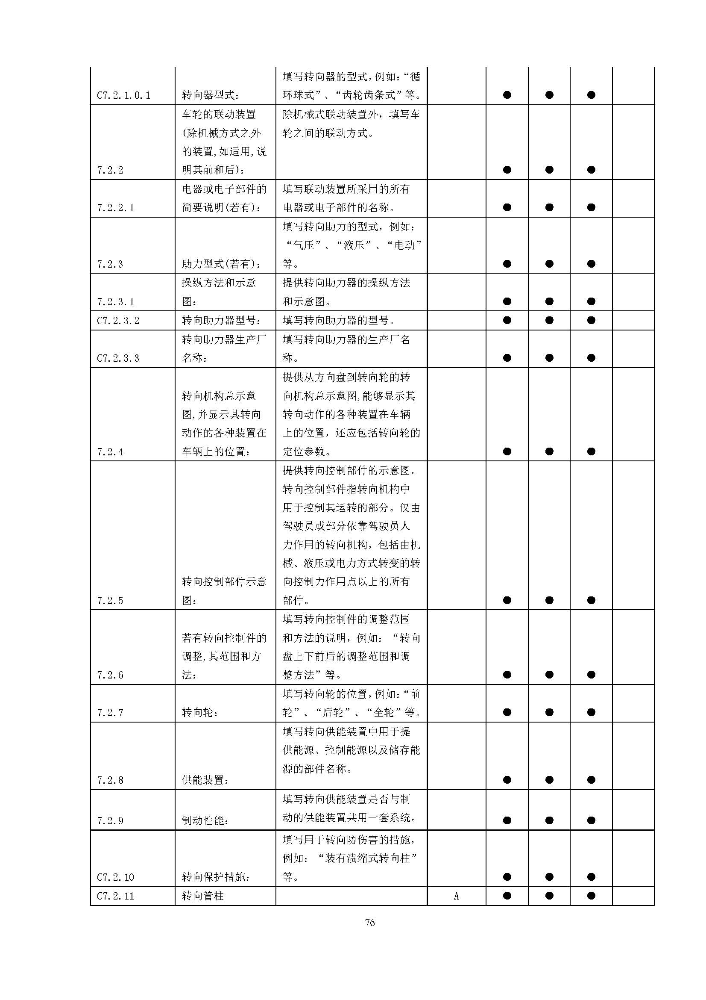 填写转向器的型式,例如:“循
C7.2.1.0.1 转向器型式: 环球式”、“齿轮齿条式”等。 ● ● ●
车轮的联动装置 除机械式联动装置外，填写车
(除机械方式之外 轮之间的联动方式。
的装置,如适用,说
7.2.2 明其前和后): ● ● ●
电器或电子部件的 填写联动装置所采用的所有
7.2.2.1 简要说明(若有): 电器或电子部件的名称。 ● ● ●
填写转向助力的型式，例如:
“气压”、“液压”、“电动”
7.2.3 助力型式(若有): 等。 ● ● ●
操纵方法和示意 提供转向助力器的操纵方法
7.2.3.1 图: 和示意图。 ● ● ●
C7.2.3.2 转向助力器型号: 填写转向助力器的型号。 ● ● ●
转向助力器生产厂 填写转向助力器的生产厂名
C7.2.3.3 名称: 称。 ● ● ●
提供从方向盘到转向轮的转
转向机构总示意 向机构总示意图,能够显示其
图,并显示其转向 转向动作的各种装置在车辆
动作的各种装置在 上的位置，还应包括转向轮的
7.2.4 车辆上的位置: 定位参数。 ● ● ●
提供转向控制部件的示意图。
转向控制部件指转向机构中
用于控制其运转的部分。仅由
驾驶员或部分依靠驾驶员人
力作用的转向机构，包括由机
械、液压或电力方式转变的转
转向控制部件示意 向控制力作用点以上的所有
7.2.5 图: 部件。 ● ● ●
填写转向控制件的调整范围
若有转向控制件的 和方法的说明，例如：“转向
调整,其范围和方 盘上下前后的调整范围和调
7.2.6 法: 整方法”等。 ● ● ●
填写转向轮的位置,例如:“前
7.2.7 转向轮: 轮”、“后轮”、“全轮”等。 ● ● ●
填写转向供能装置中用于提
供能源、控制能源以及储存能
源的部件名称。
7.2.8 供能装置: ● ● ●
填写转向供能装置是否与制
7.2.9 制动性能: 动的供能装置共用一套系统。 ● ● ●
填写用于转向防伤害的措施，
例如：“装有溃缩式转向柱”
C7.2.10 转向保护措施: 等。 ● ● ●
C7.2.11 转向管柱 A ● ● ●
76